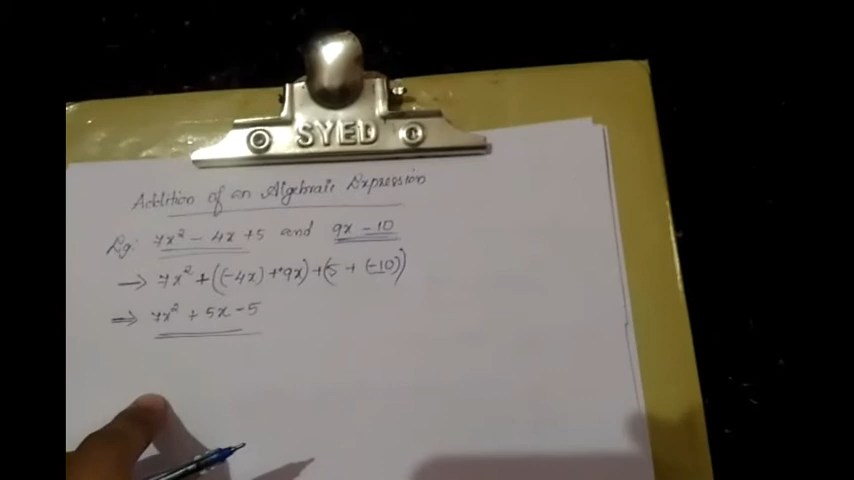 SYED
Addition of an Algebraic Expression
Eg: 7x² - 4x + 5 and 9x - 10
→ 7x² + ((-4x) + 9x) + (5 + (-10))
⇒ 7x² + 5x - 5